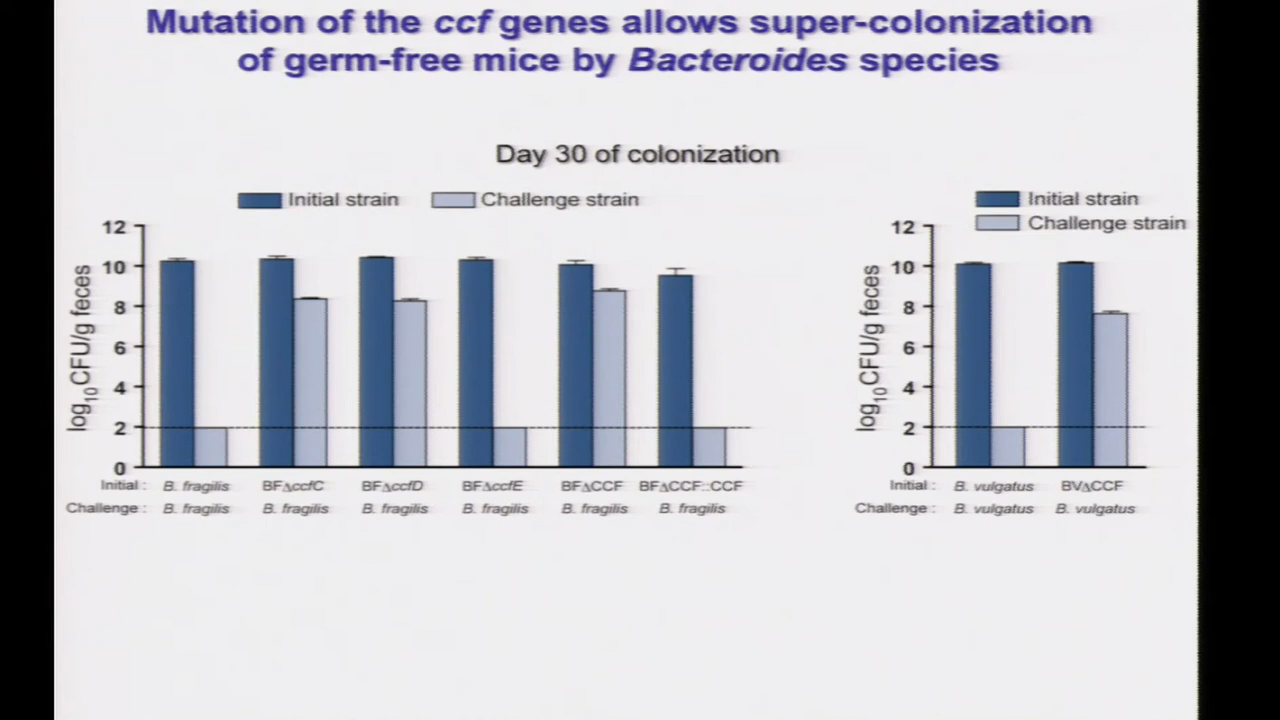 Mutation of the ccf genes allows super-colonization
of germ-free mice by Bacteroides species
Day 30 of colonization
Initial strain
Challenge strain
12
10
8
6
4
2
0
log10CFU/g feces
Initial : B. fragilis BFΔccfC BFΔccfD BFΔccfE BFΔCCF BFΔCCF::CCF
Challenge : B. fragilis B. fragilis B. fragilis B. fragilis B. fragilis B. fragilis
Initial strain
Challenge strain
12
10
8
6
4
2
0
log10CFU/g feces
Initial : B. vulgatus BVΔCCF
Challenge : B. vulgatus B. vulgatus